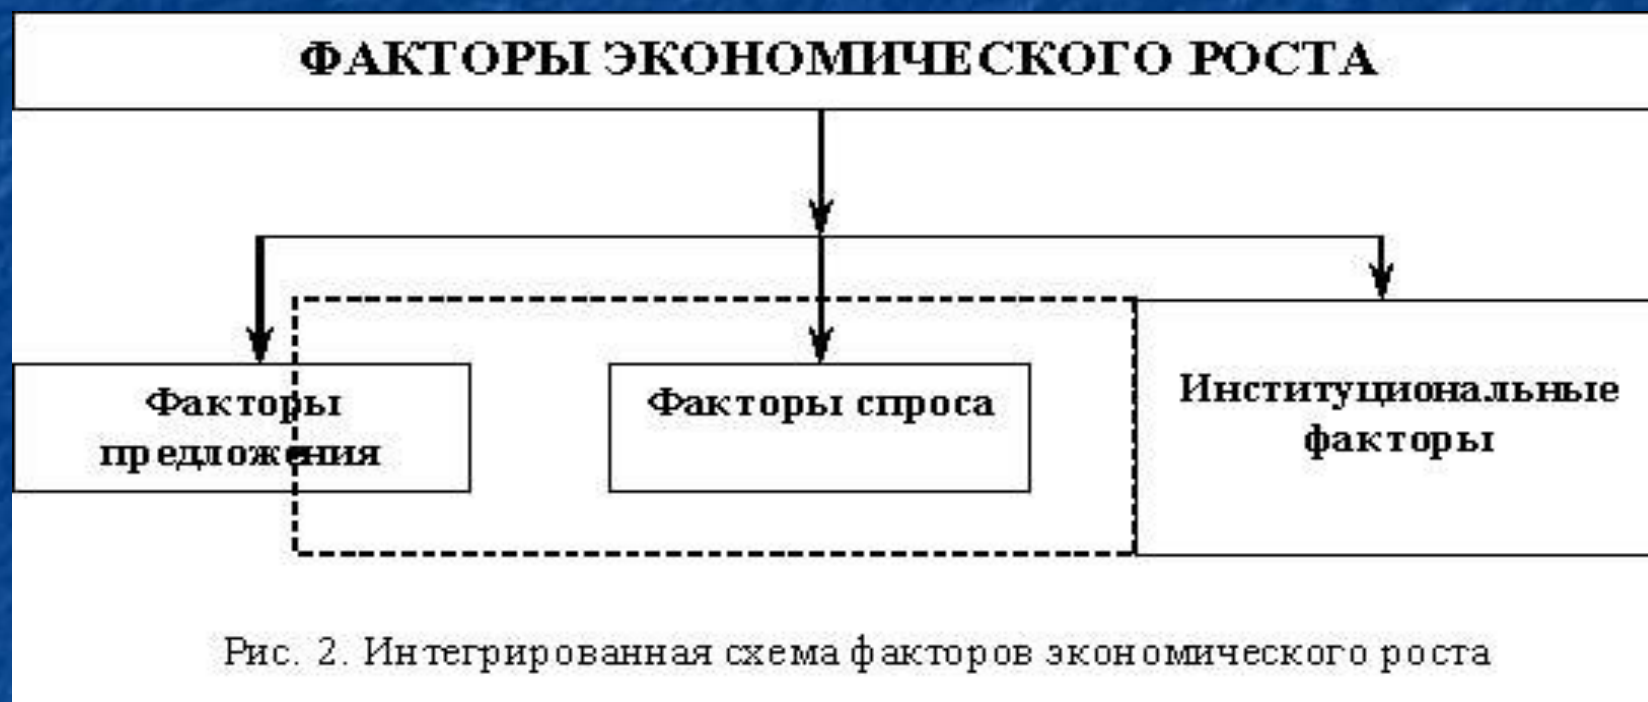 ФАКТОРЫ ЭКОНОМИЧЕСКОГО РОСТА
Факторы
предложения
Факторы спроса
Институциональные
факторы
Рис. 2. Интегрированная схема факторов экономического роста